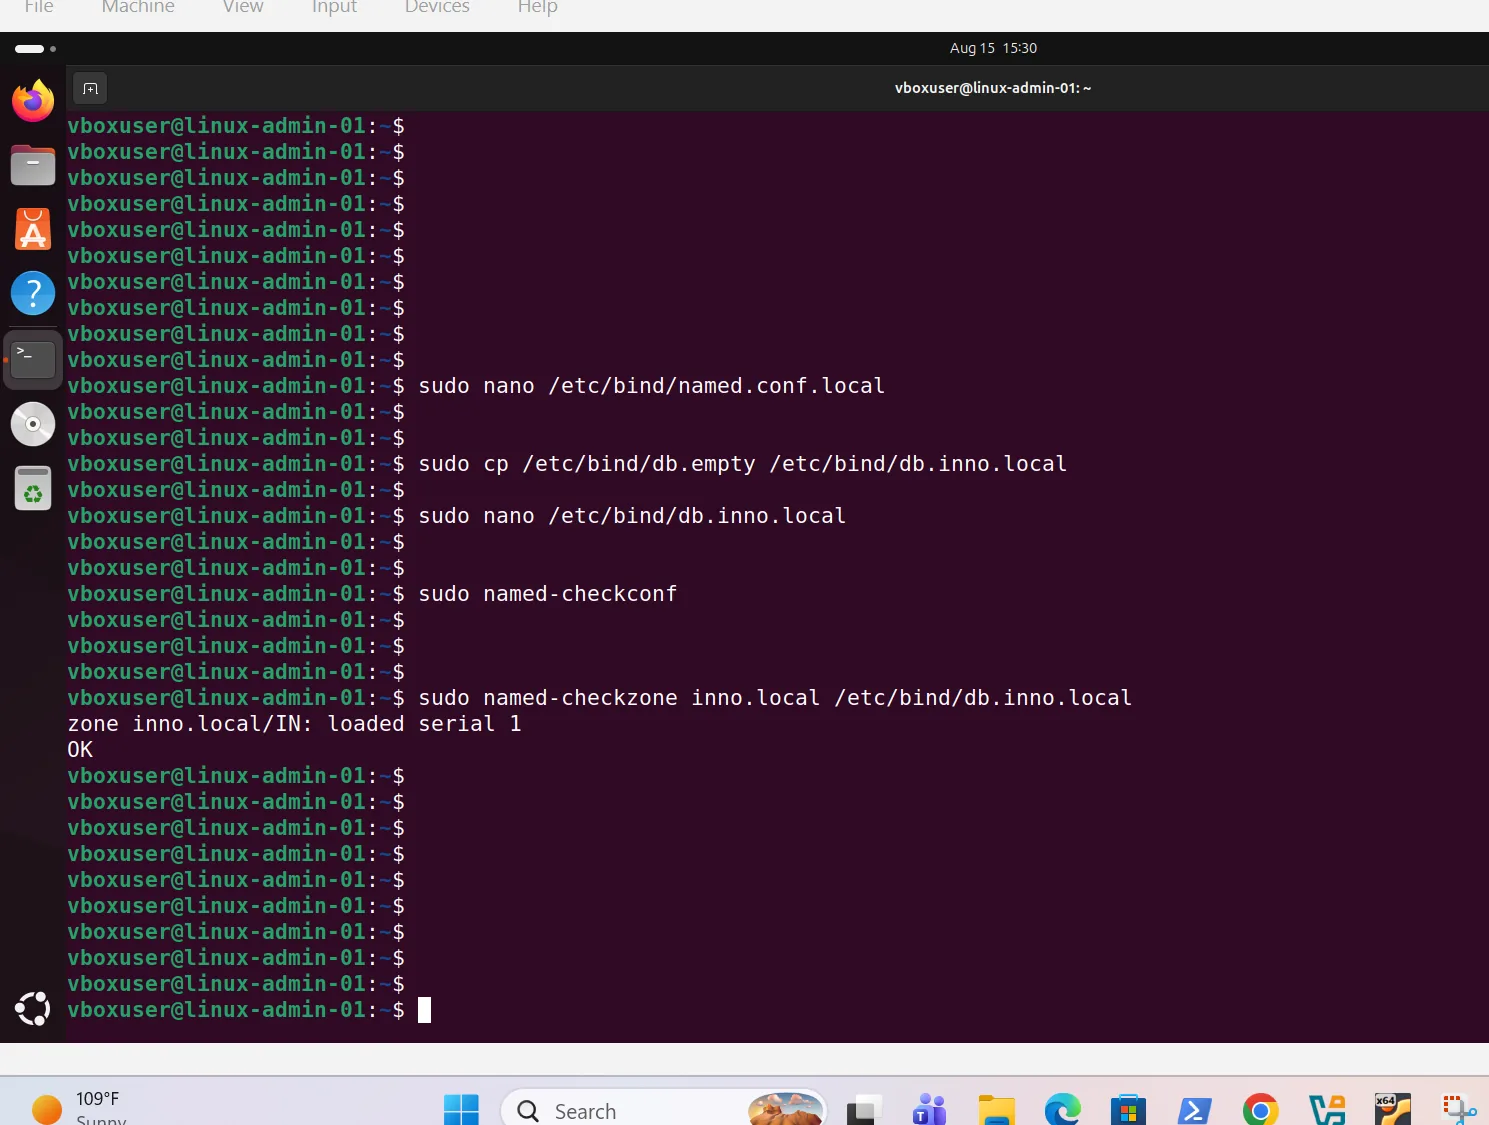 File Machine View Input Devices Help
Aug 15 15:30
vboxuser@linux-admin-01: ~
vboxuser@linux-admin-01:~$
vboxuser@linux-admin-01:~$
vboxuser@linux-admin-01:~$
vboxuser@linux-admin-01:~$
vboxuser@linux-admin-01:~$
vboxuser@linux-admin-01:~$
vboxuser@linux-admin-01:~$
vboxuser@linux-admin-01:~$
vboxuser@linux-admin-01:~$
vboxuser@linux-admin-01:~$
vboxuser@linux-admin-01:~$ sudo nano /etc/bind/named.conf.local
vboxuser@linux-admin-01:~$
vboxuser@linux-admin-01:~$
vboxuser@linux-admin-01:~$ sudo cp /etc/bind/db.empty /etc/bind/db.inno.local
vboxuser@linux-admin-01:~$
vboxuser@linux-admin-01:~$ sudo nano /etc/bind/db.inno.local
vboxuser@linux-admin-01:~$
vboxuser@linux-admin-01:~$
vboxuser@linux-admin-01:~$ sudo named-checkconf
vboxuser@linux-admin-01:~$
vboxuser@linux-admin-01:~$
vboxuser@linux-admin-01:~$
vboxuser@linux-admin-01:~$ sudo named-checkzone inno.local /etc/bind/db.inno.local
zone inno.local/IN: loaded serial 1
OK
vboxuser@linux-admin-01:~$
vboxuser@linux-admin-01:~$
vboxuser@linux-admin-01:~$
vboxuser@linux-admin-01:~$
vboxuser@linux-admin-01:~$
vboxuser@linux-admin-01:~$
vboxuser@linux-admin-01:~$
vboxuser@linux-admin-01:~$
vboxuser@linux-admin-01:~$
vboxuser@linux-admin-01:~$
109°F
Sunny
Search
x64